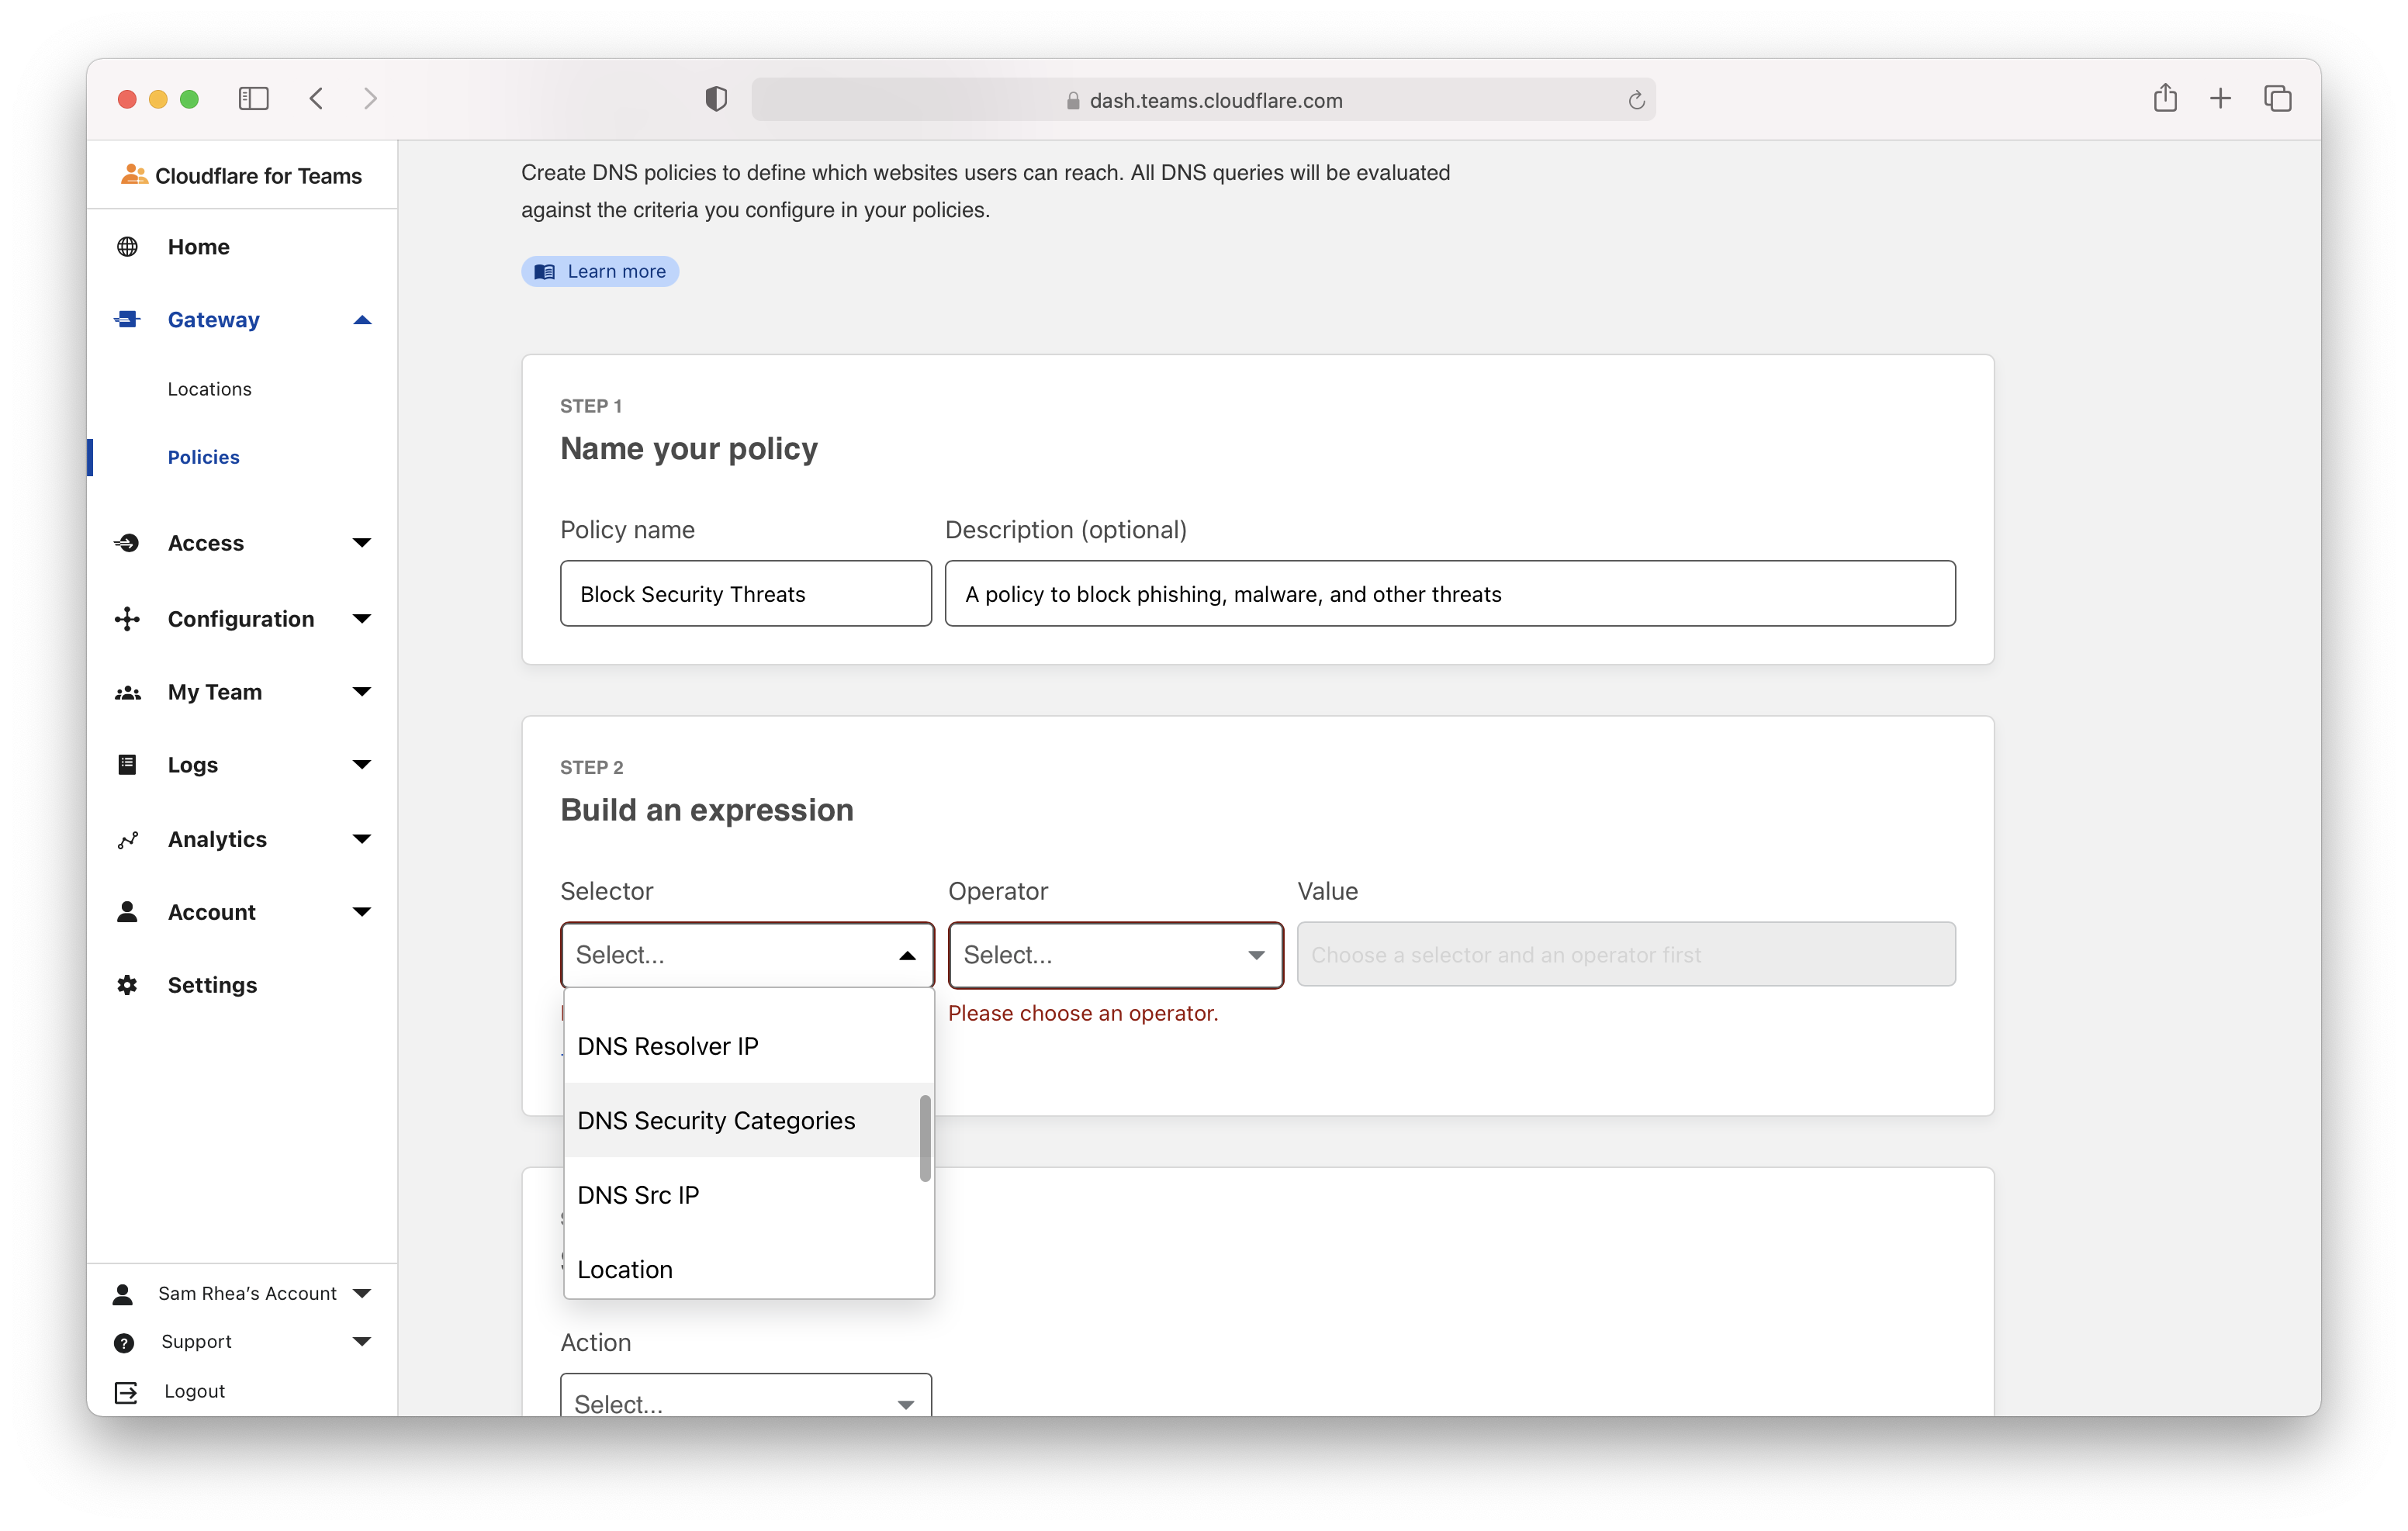 dash.teams.cloudflare.com
Cloudflare for Teams
Home
Gateway
Locations
Policies
Access
Configuration
My Team
Logs
Analytics
Account
Settings
Sam Rhea's Account
Support
Logout
Create DNS policies to define which websites users can reach. All DNS queries will be evaluated
against the criteria you configure in your policies.
Learn more
STEP 1
Name your policy
Policy name
Description (optional)
Block Security Threats
A policy to block phishing, malware, and other threats
STEP 2
Build an expression
Selector
Operator
Value
Select...
Select...
Choose a selector and an operator first
Please choose an operator.
DNS Resolver IP
DNS Security Categories
DNS Src IP
Location
Action
Select...